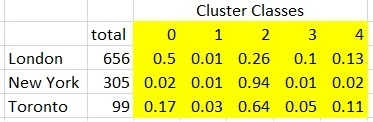 Cluster Classes
total 0 1 2 3 4
London 656 0.5 0.01 0.26 0.1 0.13
New York 305 0.02 0.01 0.94 0.01 0.02
Toronto 99 0.17 0.03 0.64 0.05 0.11